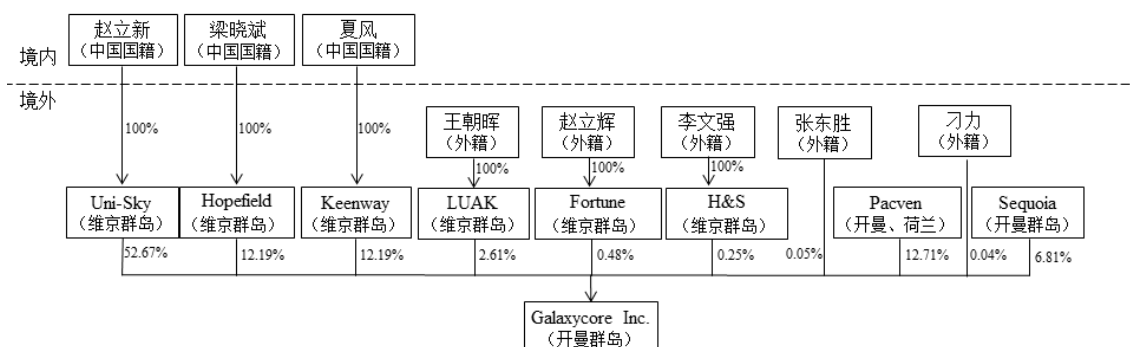 赵立新
（中国国籍）
梁晓斌
（中国国籍）
夏风
（中国国籍）
境内
境外
100%
100%
100%
王朝晖
（外籍）
赵立辉
（外籍）
李文强
（外籍）
张东胜
（外籍）
刁力
（外籍）
100%
100%
100%
Uni-Sky
（维京群岛）
Hopefield
（维京群岛）
Keenway
（维京群岛）
LUAK
（维京群岛）
Fortune
（维京群岛）
H&S
（维京群岛）
Pacven
（开曼、荷兰）
Sequoia
（开曼群岛）
52.67%
12.19%
12.19%
2.61%
0.48%
0.25%
0.05%
12.71%
0.04%
6.81%
Galaxycore Inc.
（开曼群岛）